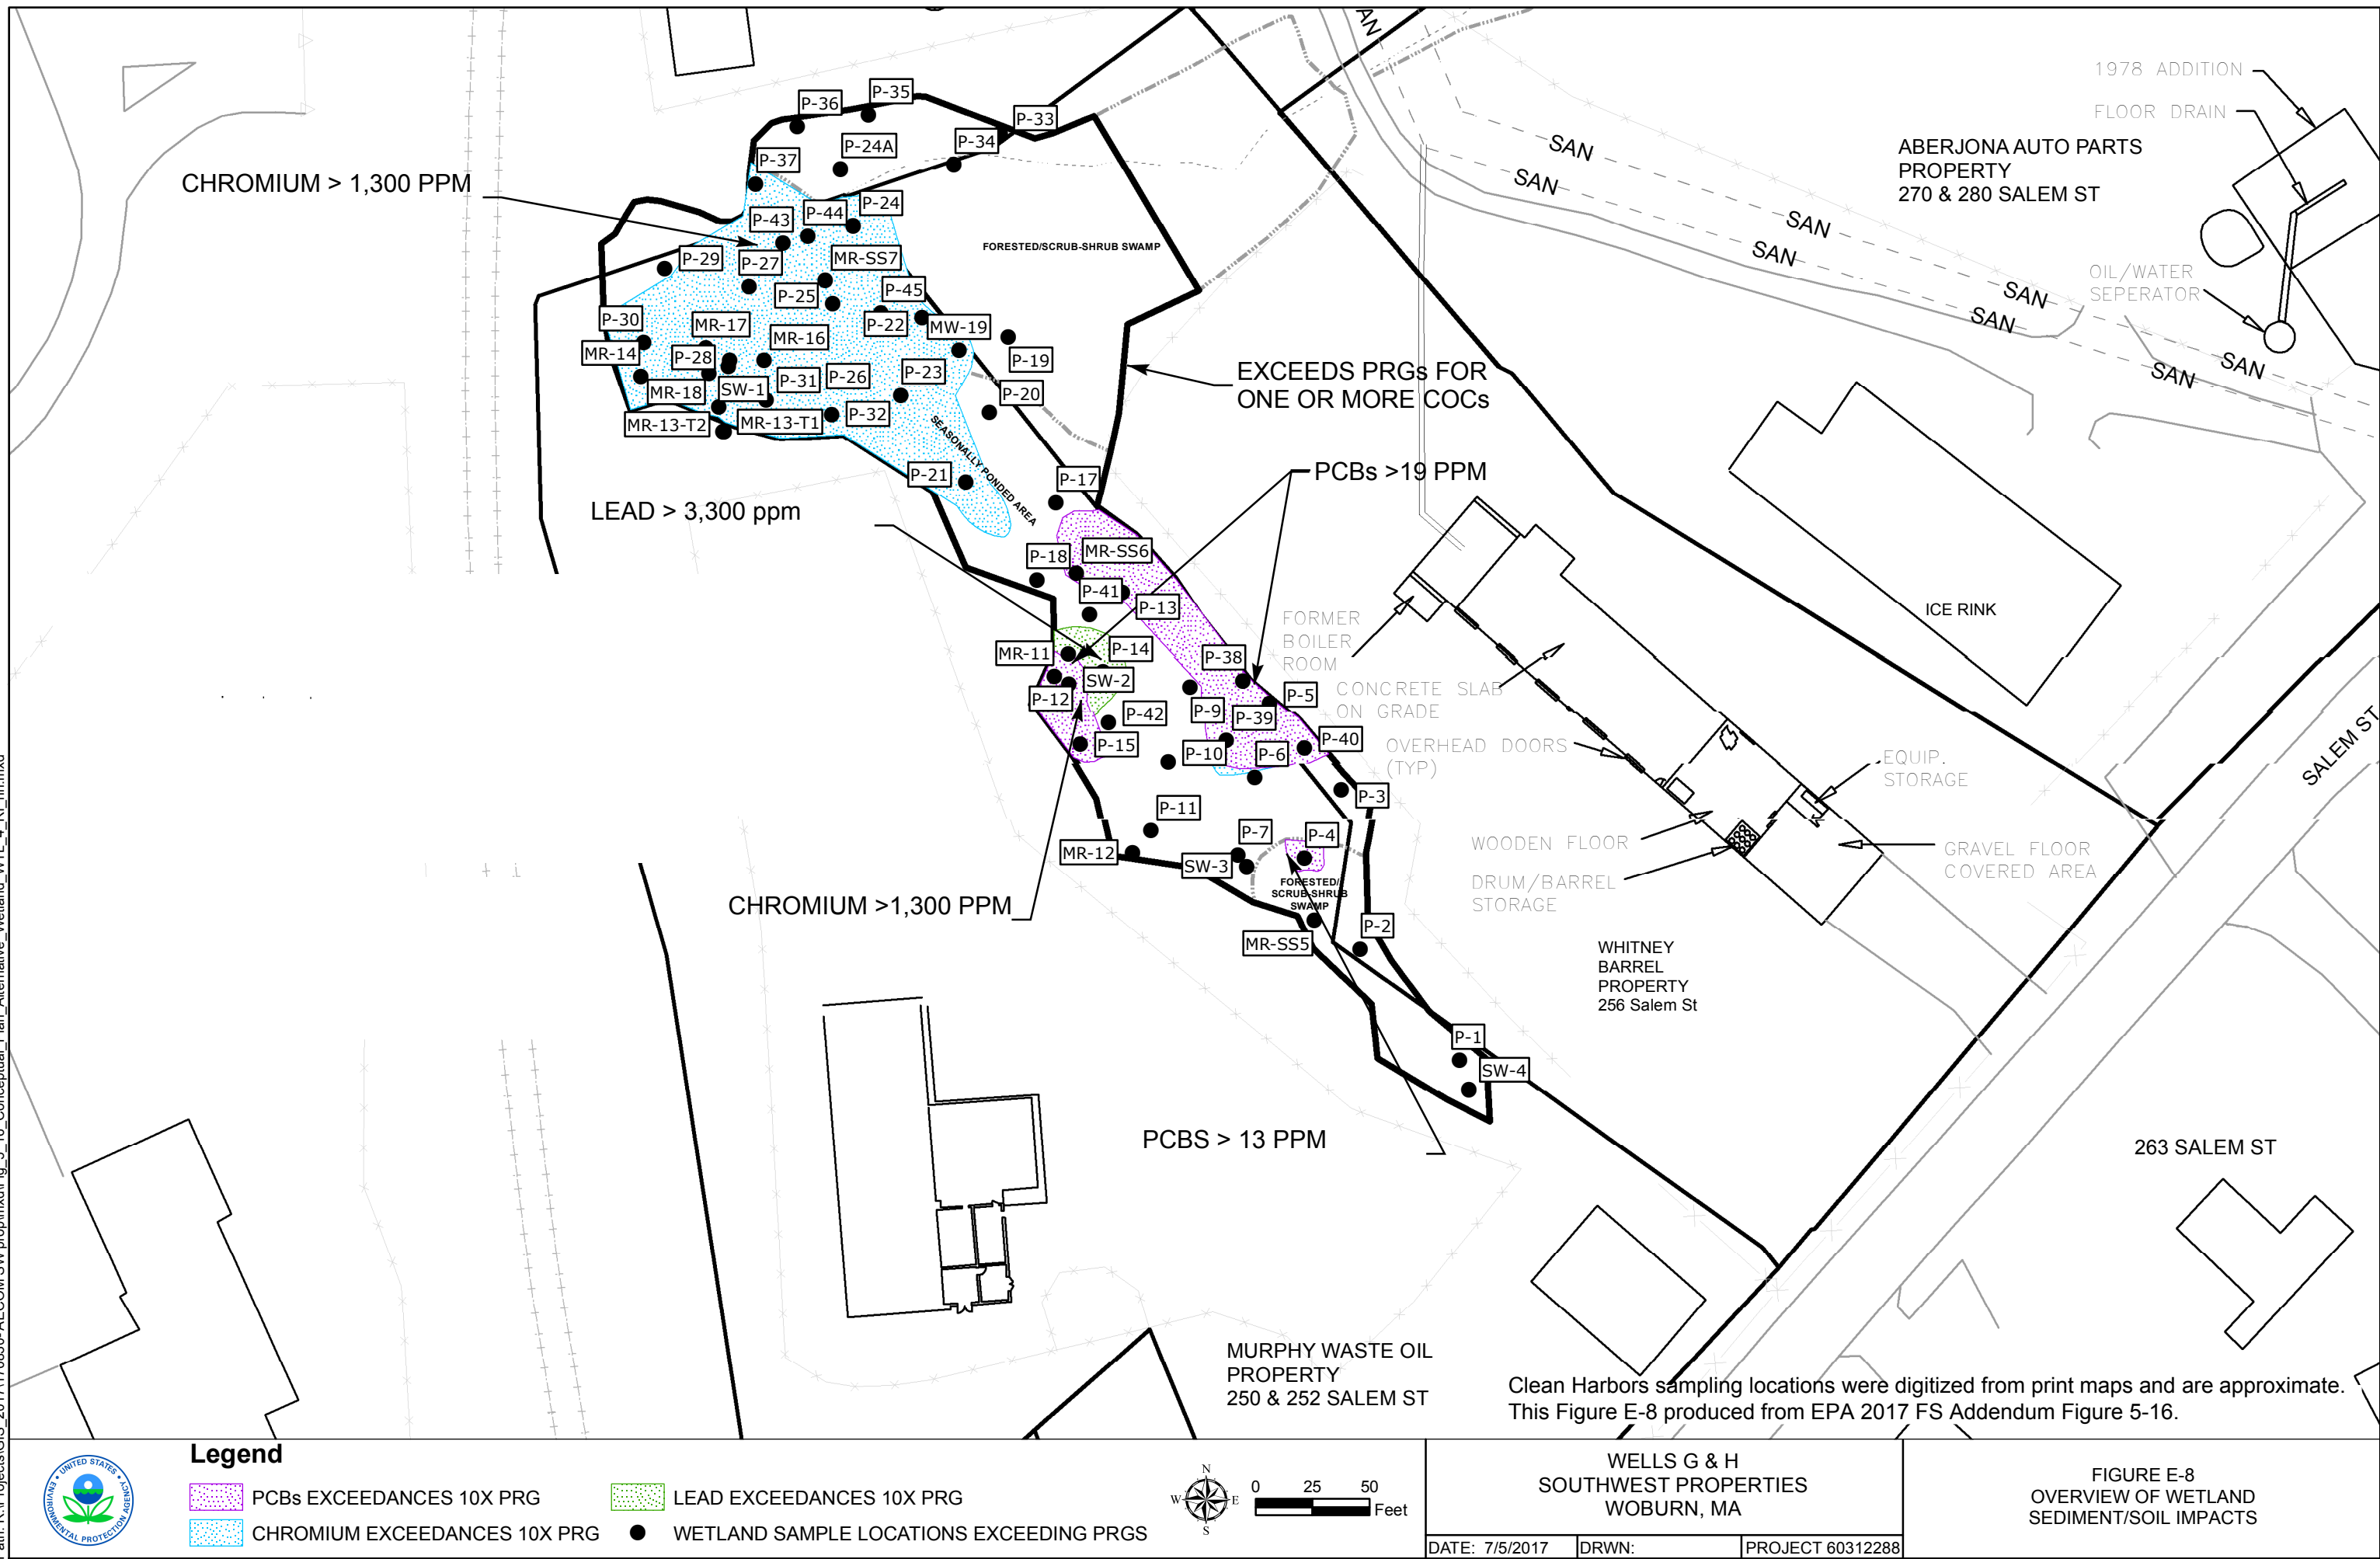 AN
1978 ADDITION
FLOOR DRAIN
ABERJONA AUTO PARTS
PROPERTY
270 & 280 SALEM ST
OIL/WATER
SEPERATOR
SAN
SAN
SAN
SAN
SAN
SAN
SAN
SAN
P-36
P-35
P-33
P-24A
P-34
P-37
CHROMIUM > 1,300 PPM
P-43
P-44
P-24
FORESTED/SCRUB-SHRUB SWAMP
P-29
P-27
MR-SS7
P-25
P-45
P-30
MR-17
P-22
MW-19
MR-16
MR-14
P-28
P-19
P-31
P-26
P-23
MR-18
SW-1
P-20
MR-13-T2
MR-13-T1
P-32
SEASONALLY PONDED AREA
EXCEEDS PRGs FOR
ONE OR MORE COCs
P-21
P-17
PCBs >19 PPM
LEAD > 3,300 ppm
P-18
MR-SS6
P-41
P-13
ICE RINK
FORMER
BOILER
ROOM
MR-11
P-14
P-38
SW-2
CONCRETE SLAB
ON GRADE
P-12
P-5
P-42
P-9
P-39
P-15
P-10
P-6
P-40
OVERHEAD DOORS
(TYP)
EQUIP.
STORAGE
SALEM ST
P-3
P-11
P-7
P-4
MR-12
SW-3
WOODEN FLOOR
GRAVEL FLOOR
COVERED AREA
DRUM/BARREL
STORAGE
FORESTED/
SCRUB-SHRUB
SWAMP
CHROMIUM >1,300 PPM
MR-SS5
P-2
WHITNEY
BARREL
PROPERTY
256 Salem St
P-1
SW-4
PCBS > 13 PPM
263 SALEM ST
MURPHY WASTE OIL
PROPERTY
250 & 252 SALEM ST
Clean Harbors sampling locations were digitized from print maps and are approximate.
This Figure E-8 produced from EPA 2017 FS Addendum Figure 5-16.
UNITED STATES
ENVIRONMENTAL PROTECTION AGENCY
Legend
PCBs EXCEEDANCES 10X PRG
LEAD EXCEEDANCES 10X PRG
CHROMIUM EXCEEDANCES 10X PRG
WETLAND SAMPLE LOCATIONS EXCEEDING PRGS
N
W E
S
0 25 50
Feet
WELLS G & H
SOUTHWEST PROPERTIES
WOBURN, MA
DATE: 7/5/2017
DRWN:
PROJECT 60312288
FIGURE E-8
OVERVIEW OF WETLAND
SEDIMENT/SOIL IMPACTS